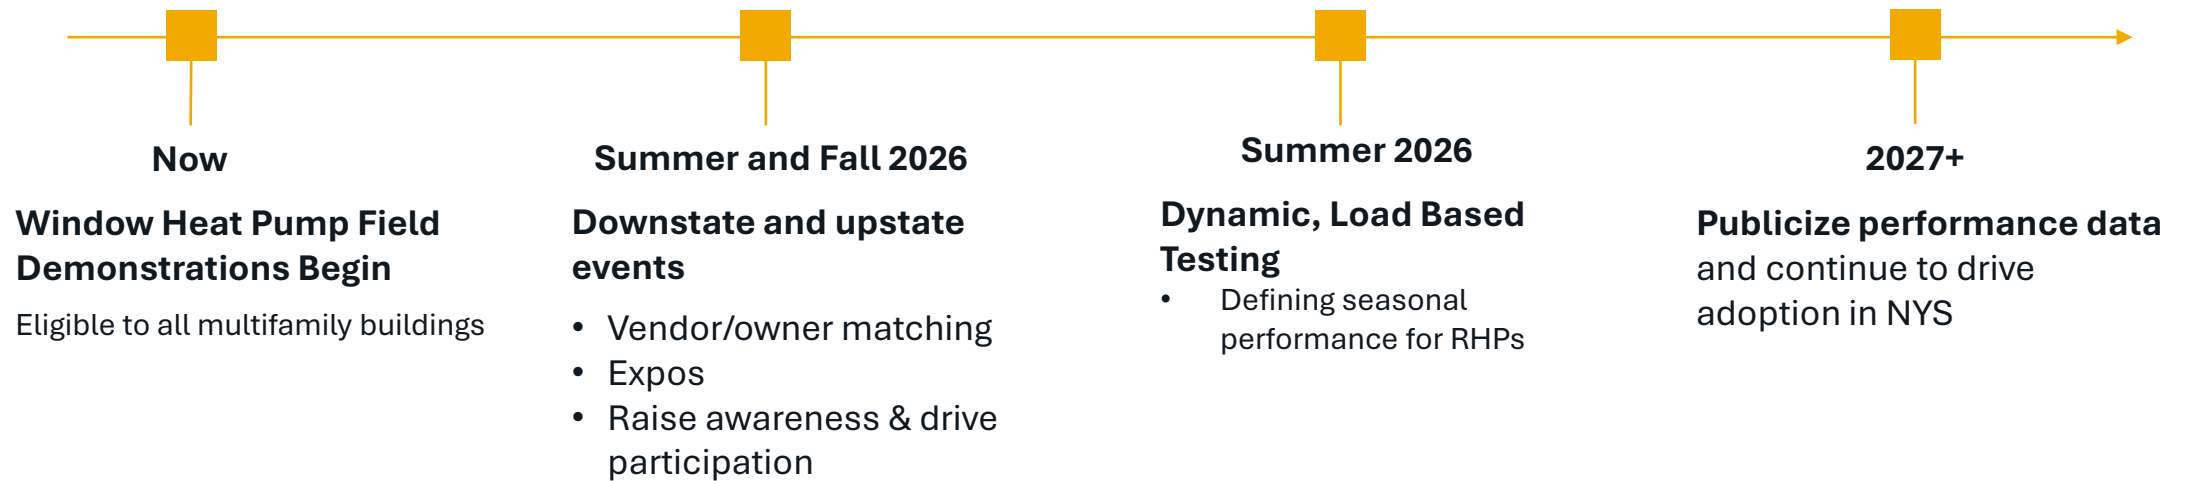 Now
Window Heat Pump Field
Demonstrations Begin
Eligible to all multifamily buildings
Summer and Fall 2026
Downstate and upstate
events
• Vendor/owner matching
• Expos
• Raise awareness & drive
participation
Summer 2026
Dynamic, Load Based
Testing
• Defining seasonal
performance for RHPs
2027+
Publicize performance data
and continue to drive
adoption in NYS